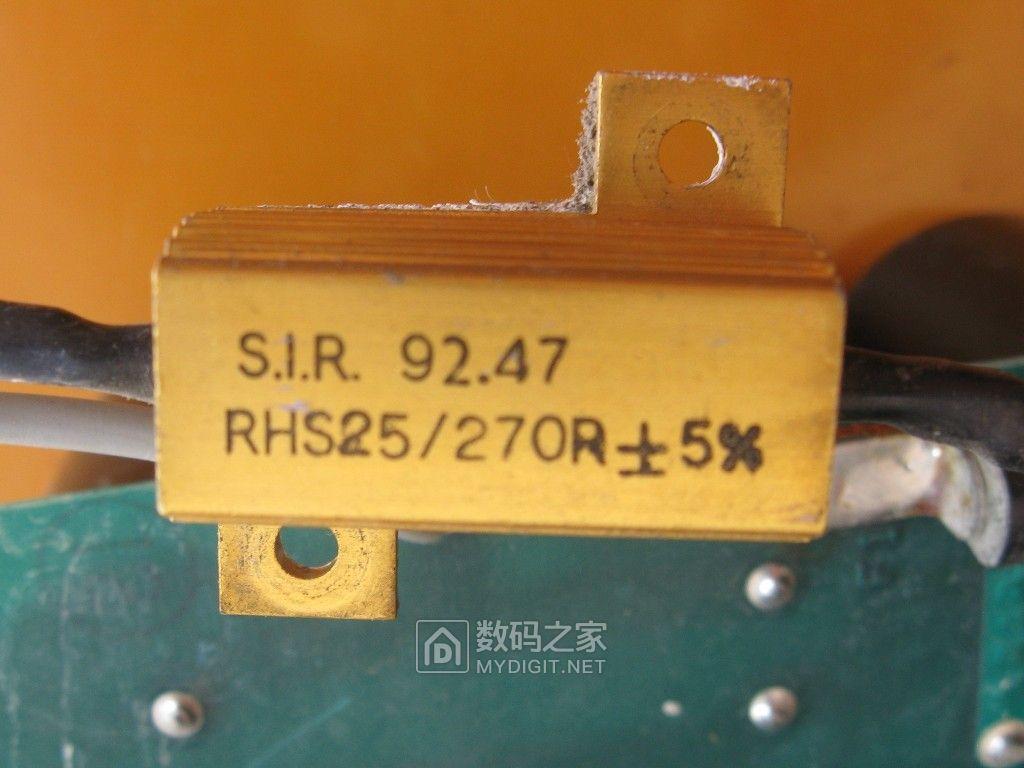 S.I.R. 92.47
RHS25/270R ± 5%
数码之家
MYDIGIT.NET